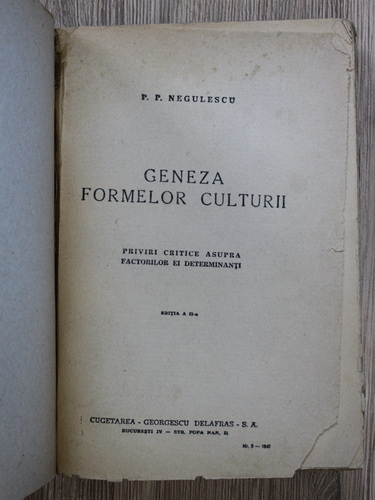 P. P. NEGULESCU
GENEZA
FORMELOR CULTURII
PRIVIRI CRITICE ASUPRA
FACTORILOR EI DETERMINANȚI
EDIȚIA A II-a
CUGETAREA - GEORGESCU DELAFRAS - S. A.
BUCUREȘTI IV — STR. POPA NAN, 21